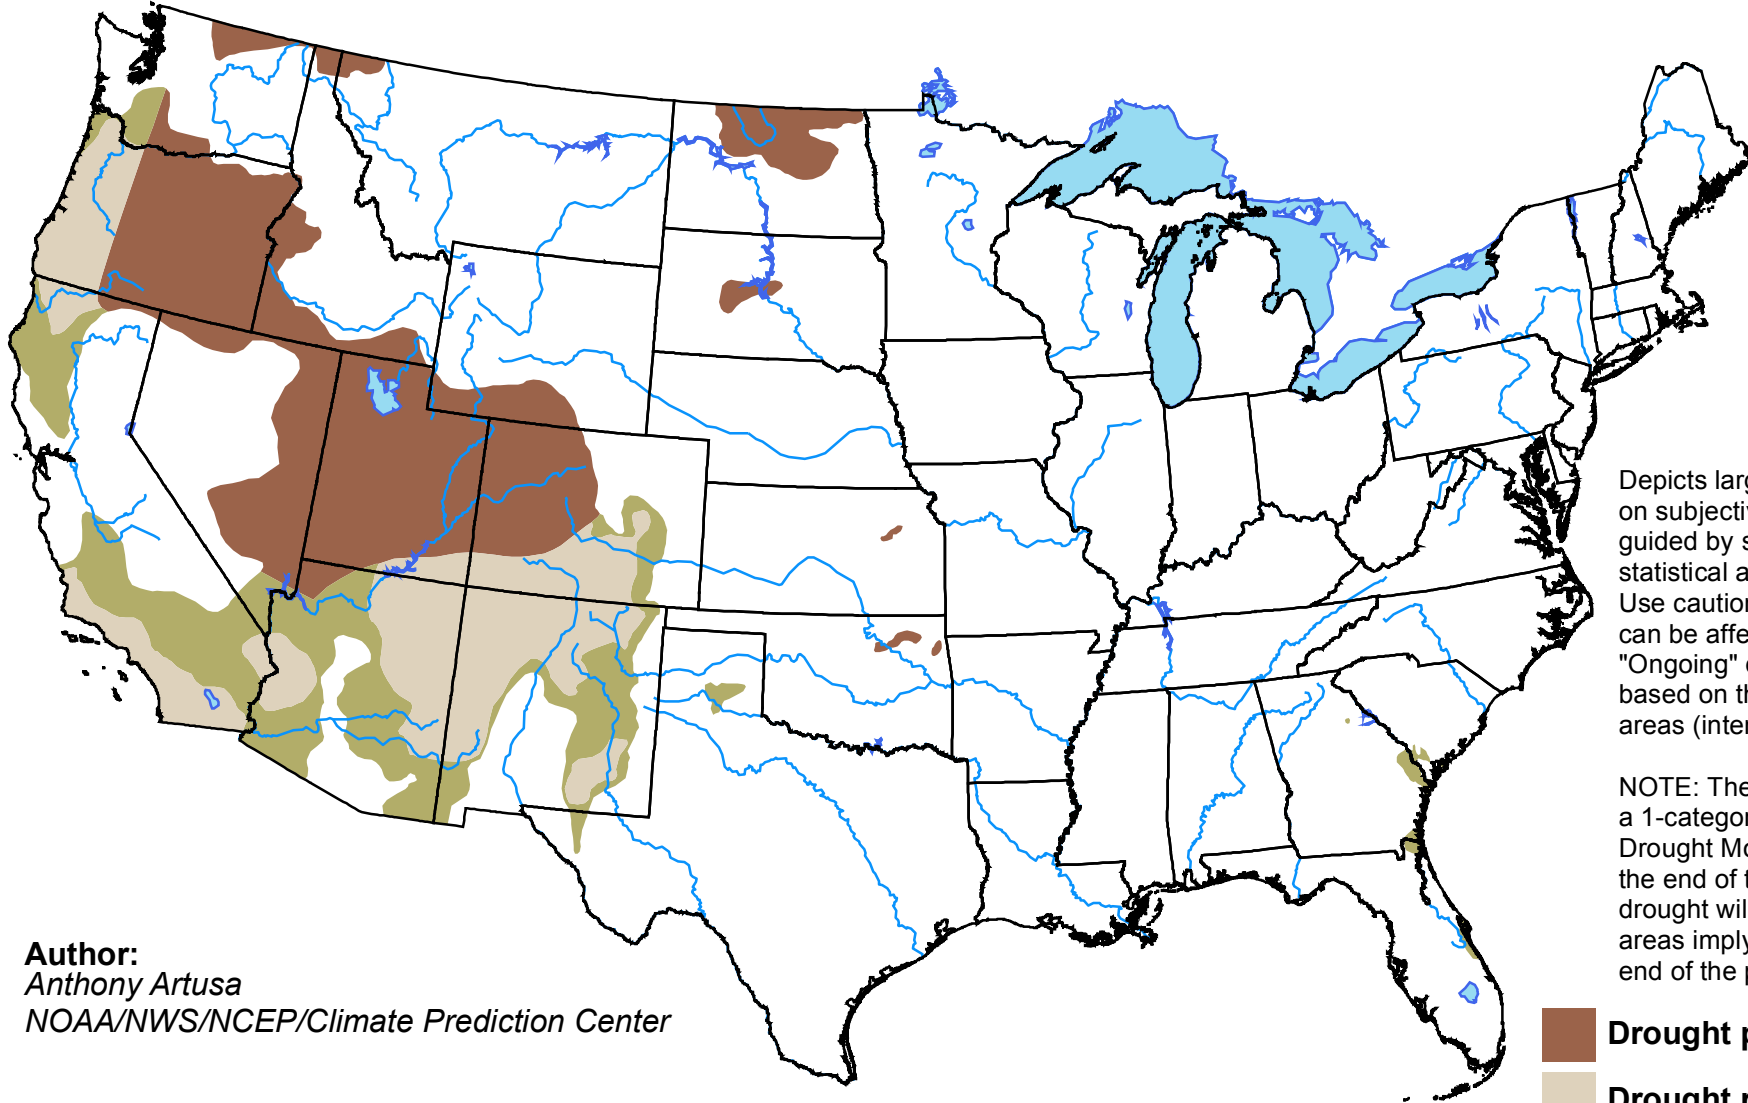 Depicts larg
on subjectiv
guided by s
statistical a
Use caution
can be affe
"Ongoing" d
based on th
areas (inter
NOTE: The
a 1-categor
Drought Mo
the end of t
drought wil
areas imply
end of the p
Author:
Anthony Artusa
NOAA/NWS/NCEP/Climate Prediction Center
Drought p
Drought r